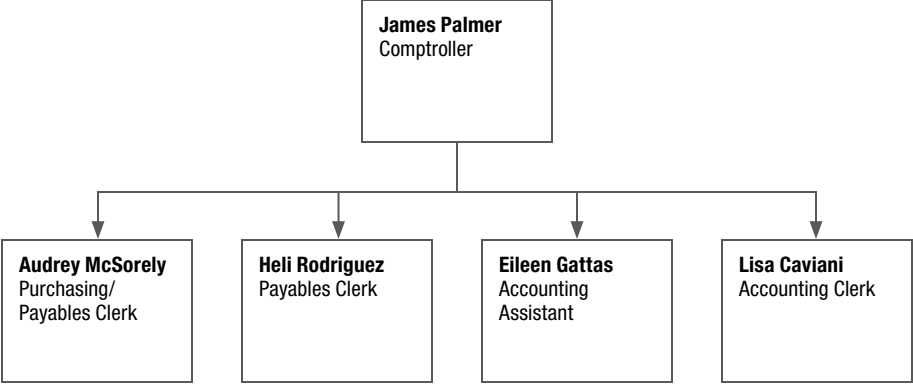 James Palmer
Comptroller
Audrey McSorely
Purchasing/
Payables Clerk
Heli Rodriguez
Payables Clerk
Eileen Gattas
Accounting
Assistant
Lisa Caviani
Accounting Clerk